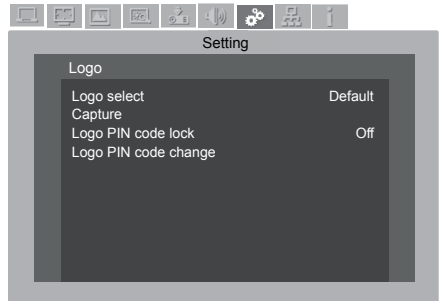 Setting
Logo
Logo select Default
Capture
Logo PIN code lock Off
Logo PIN code change